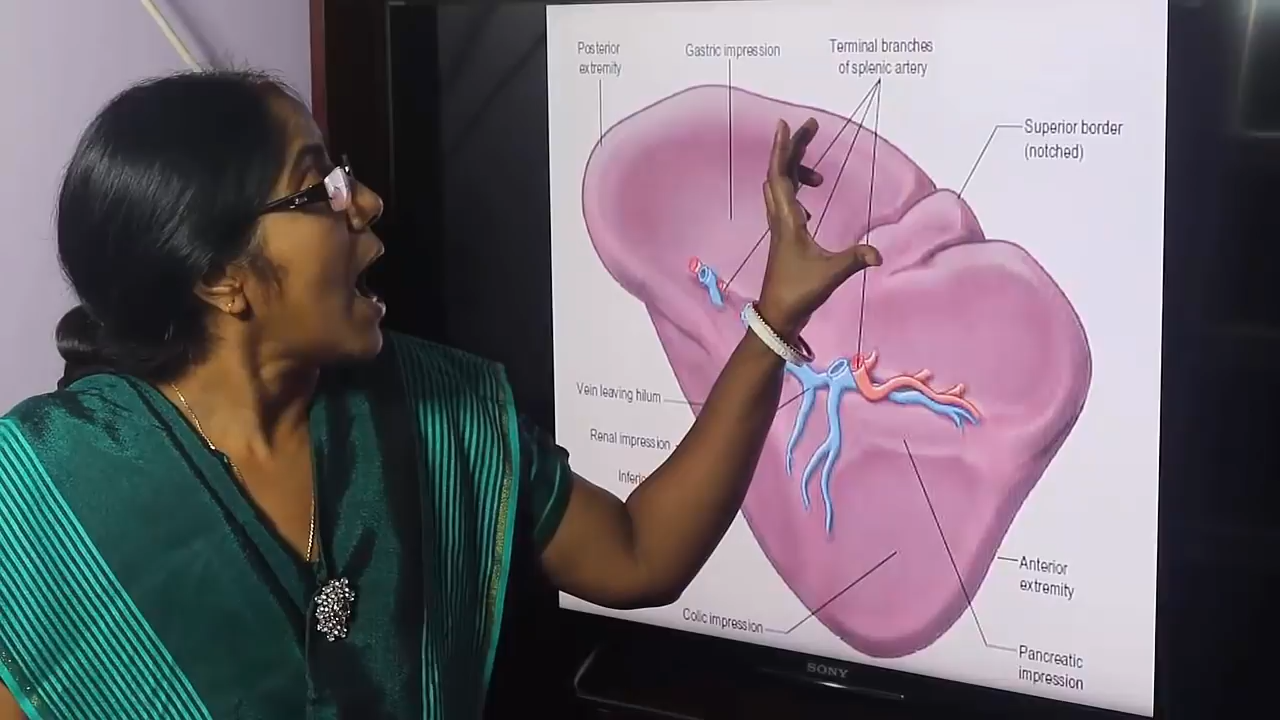 Posterior
extremity
Gastric impression
Terminal branches
of splenic artery
Superior border
(notched)
Vein leaving hilum
Renal impression
Colic impression
Anterior
extremity
Pancreatic
impression
SONY